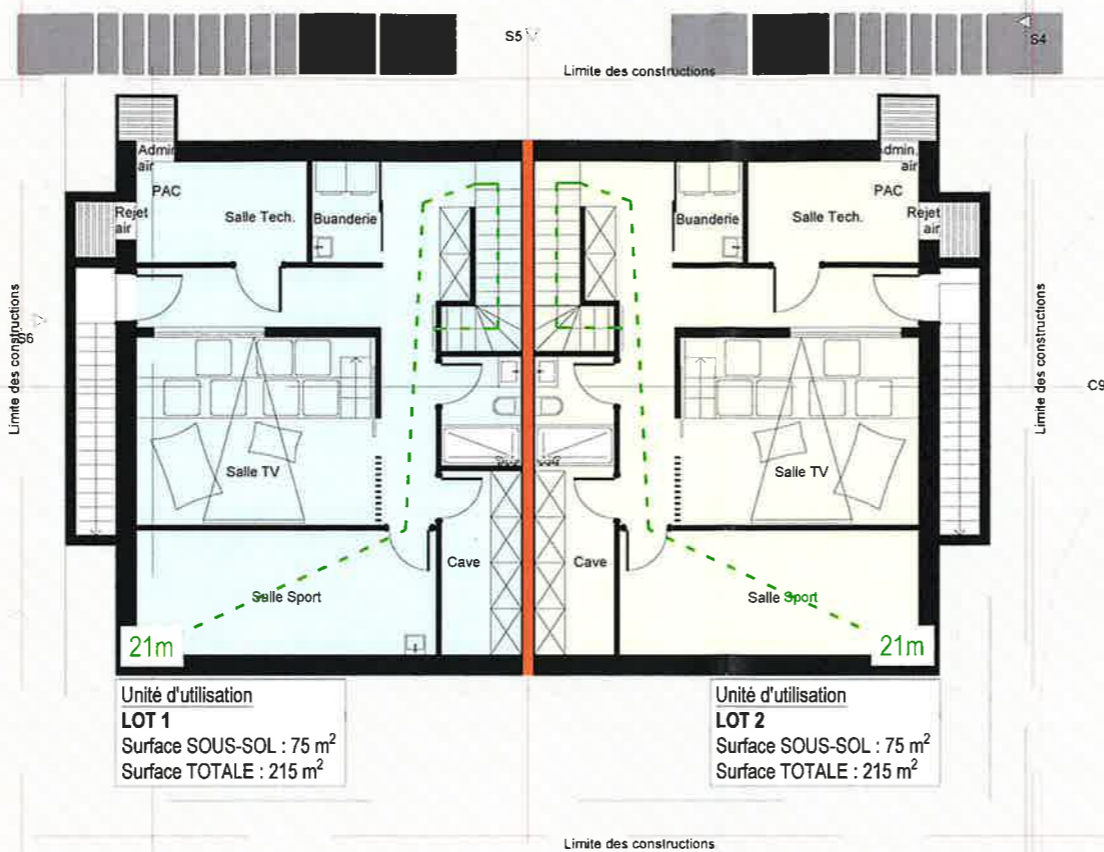 S5
S4
Limite des constructions
Admin.
air
PAC
Rejet
air
Salle Tech.
Buanderie
Buanderie
Salle Tech.
dmin.
air
PAC
Rejet
air
Limite des constructions
S6
Limite des constructions
C9
Salle TV
Salle TV
Cave
Cave
Salle Sport
Salle Sport
21m
21m
Unité d'utilisation
LOT 1
Surface SOUS-SOL : 75 m²
Surface TOTALE : 215 m²
Unité d'utilisation
LOT 2
Surface SOUS-SOL : 75 m²
Surface TOTALE : 215 m²
Limite des constructions